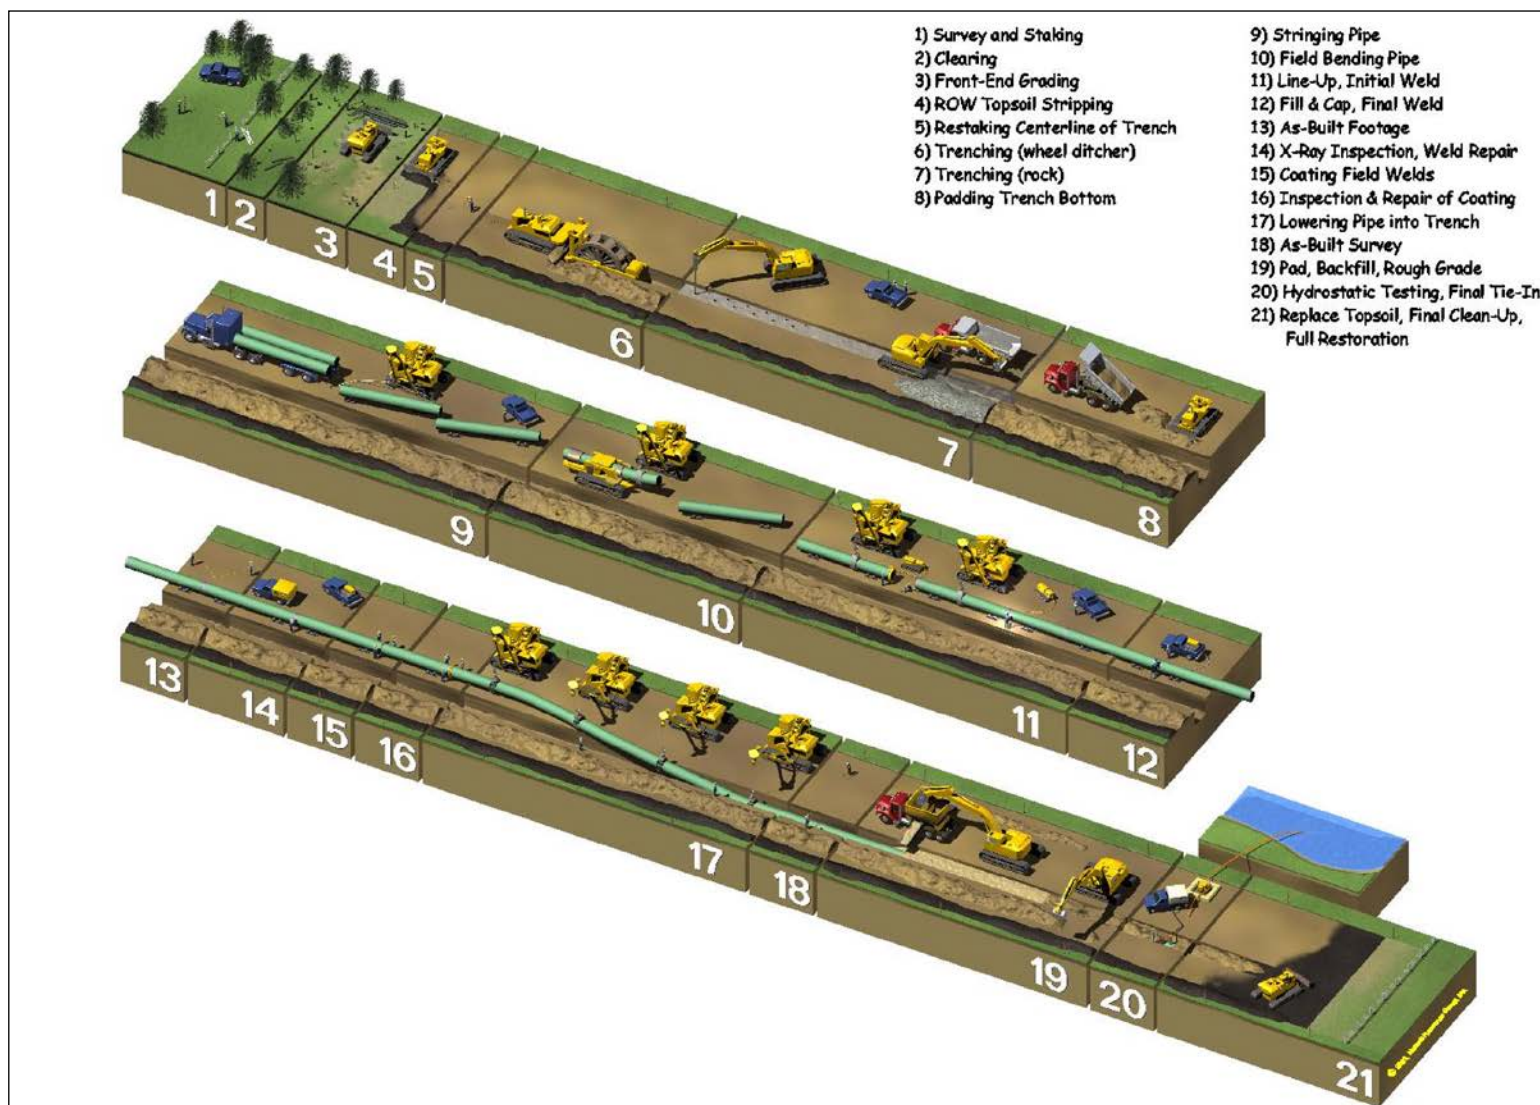 1) Survey and Staking
2) Clearing
3) Front-End Grading
4) ROW Topsoil Stripping
5) Restaking Centerline of Trench
6) Trenching (wheel ditcher)
7) Trenching (rock)
8) Padding Trench Bottom
9) Stringing Pipe
10) Field Bending Pipe
11) Line-Up, Initial Weld
12) Fill & Cap, Final Weld
13) As-Built Footage
14) X-Ray Inspection, Weld Repair
15) Coating Field Welds
16) Inspection & Repair of Coating
17) Lowering Pipe into Trench
18) As-Built Survey
19) Pad, Backfill, Rough Grade
20) Hydrostatic Testing, Final Tie-In
21) Replace Topsoil, Final Clean-Up,
Full Restoration
1
2
3
4
5
6
7
8
9
10
11
12
13
14
15
16
17
18
19
20
21